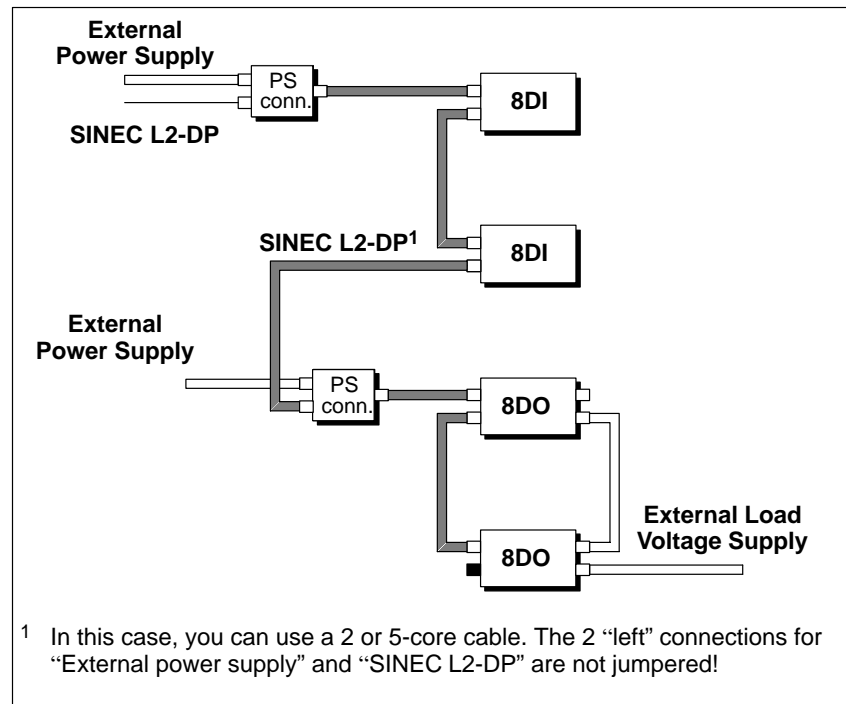 External
Power Supply
PS
conn.
8DI
SINEC L2-DP
SINEC L2-DP1
8DI
External
Power Supply
PS
conn.
8DO
External Load
Voltage Supply
8DO
1 In this case, you can use a 2 or 5-core cable. The 2 “left” connections for
“External power supply” and “SINEC L2-DP” are not jumpered!